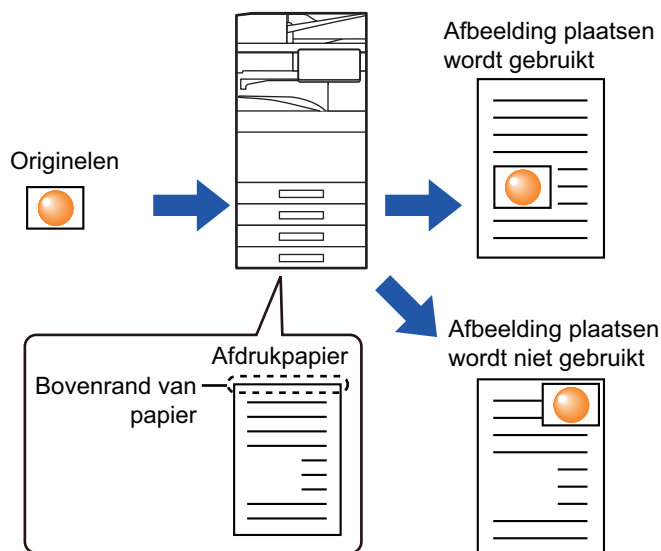 Afbeelding plaatsen
wordt gebruikt
Originelen
Afbeelding plaatsen
wordt niet gebruikt
Afdrukpapier
Bovenrand van
papier